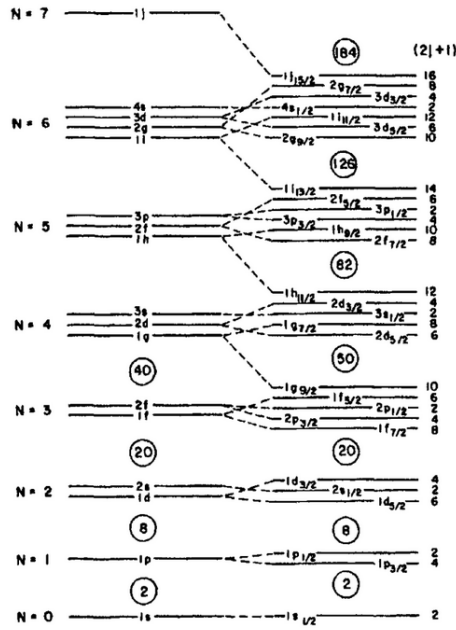 N = 7 1j
184 (2j+1)
1j15/2 16
2g7/2 8
3d3/2 4
4s 4s1/2 2
3d 1i11/2 12
N = 6 2g 3d5/2 6
1i 2g9/2 10
126
1i13/2 14
2f5/2 6
3p 3p1/2 2
3p3/2 4
N = 5 2f 1h9/2 10
1h 2f7/2 8
82
1h11/2 12
2d3/2 4
3s 3s1/2 2
N = 4 2d 1g7/2 8
1g 2d5/2 6
40 50
1g9/2 10
1f5/2 6
N = 3 2f 2p1/2 2
1f 2p3/2 4
1f7/2 8
20 20
1d3/2 4
N = 2 2s 2s1/2 2
1d 1d5/2 6
8 8
1p1/2 2
N = 1 1p 1p3/2 4
2 2
N = 0 1s 1s1/2 2